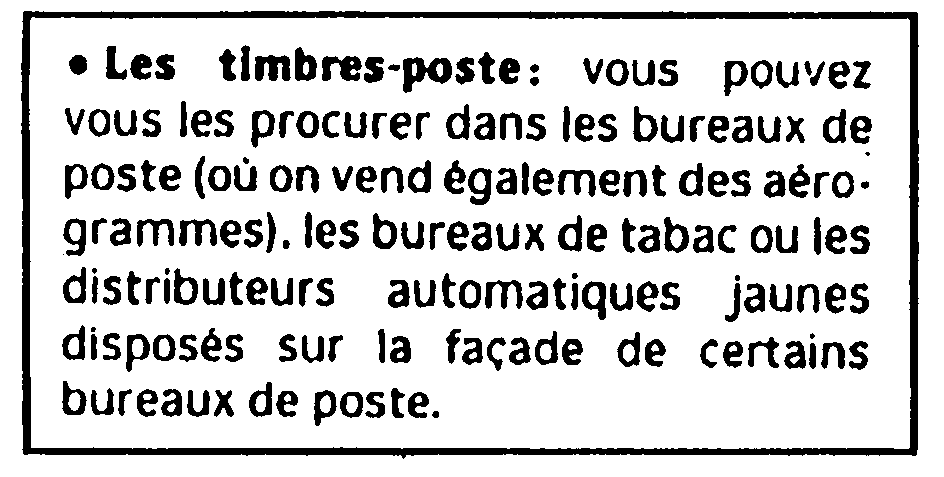 • Les timbres-poste: vous pouvez
vous les procurer dans les bureaux de
poste (où on vend également des aéro-
grammes), les bureaux de tabac ou les
distributeurs automatiques jaunes
disposés sur la façade de certains
bureaux de poste.